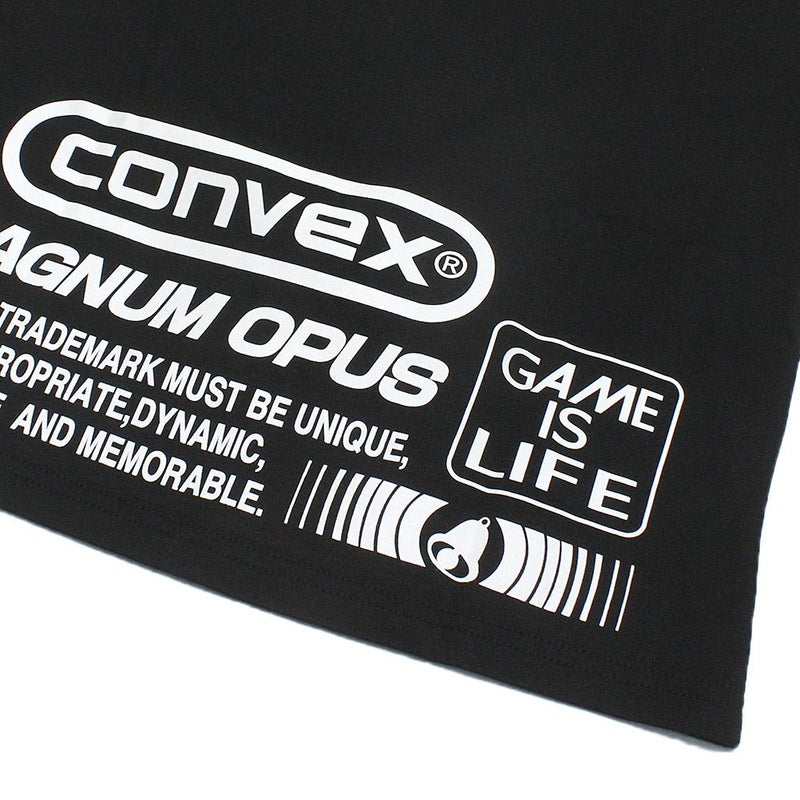 convex®
AGNUM OPUS
TRADEMARK MUST BE UNIQUE,
ROPRIATE,DYNAMIC,
AND MEMORABLE.
GAME
IS
LIFE